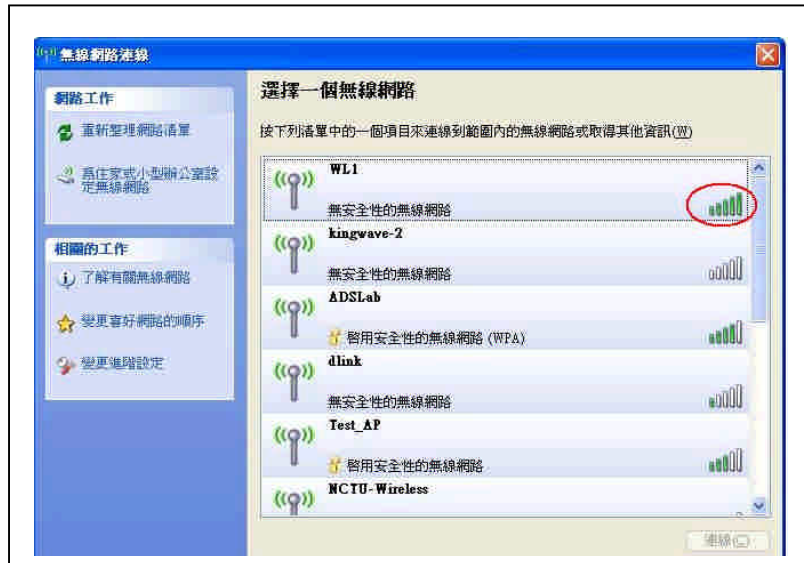 無線網路連線
網路工作
重新整理網路清單
為住家或小型辦公室設
定無線網路
相關的工作
了解有關無線網路
變更喜好網路的順序
變更進階設定
選擇一個無線網路
按下列清單中的一個項目來連線到範圍內的無線網路或取得其他資訊(W)
WL1
無安全性的無線網路
kingwave-2
無安全性的無線網路
ADSLab
啓用安全性的無線網路 (WPA)
dlink
無安全性的無線網路
Test_AP
啓用安全性的無線網路
NCTU-Wireless
連線(C)